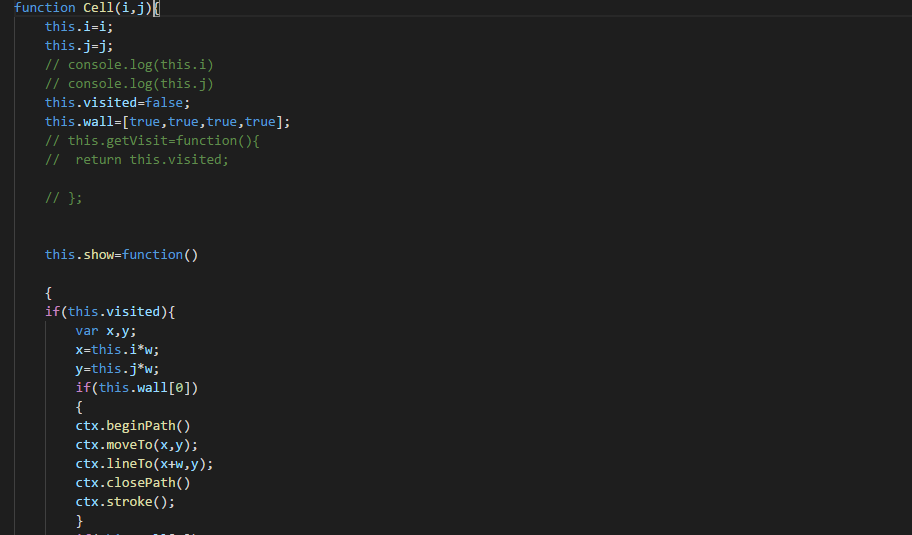 function Cell(i,j){
this.i=i;
this.j=j;
// console.log(this.i)
// console.log(this.j)
this.visited=false;
this.wall=[true,true,true,true];
// this.getVisit=function(){
//  return this.visited;
// };
this.show=function()
{
if(this.visited){
var x,y;
x=this.i*w;
y=this.j*w;
if(this.wall[0])
{
ctx.beginPath()
ctx.moveTo(x,y);
ctx.lineTo(x+w,y);
ctx.closePath()
ctx.stroke();
}